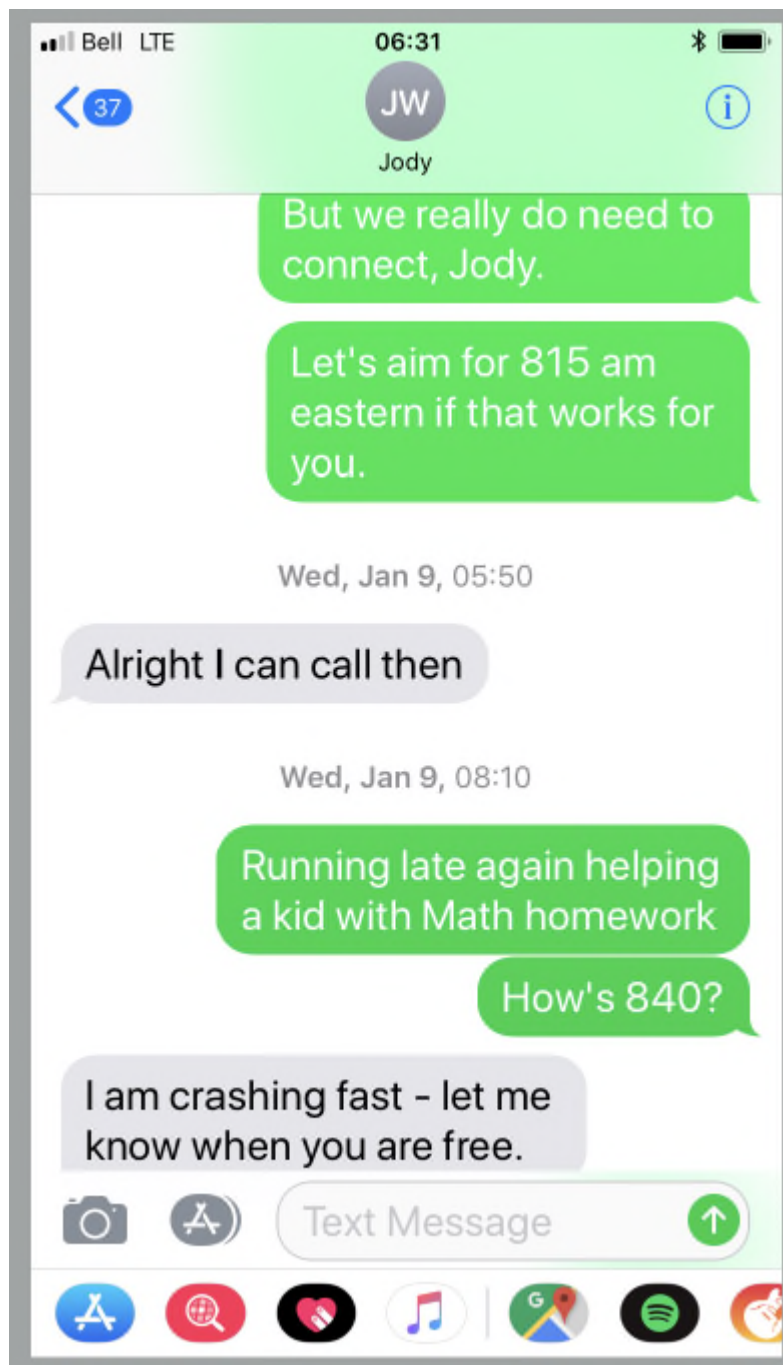 Bell LTE 06:31
37
JW
Jody
But we really do need to
connect, Jody.
Let's aim for 815 am
eastern if that works for
you.
Wed, Jan 9, 05:50
Alright I can call then
Wed, Jan 9, 08:10
Running late again helping
a kid with Math homework
How's 840?
I am crashing fast - let me
know when you are free.
Text Message
G